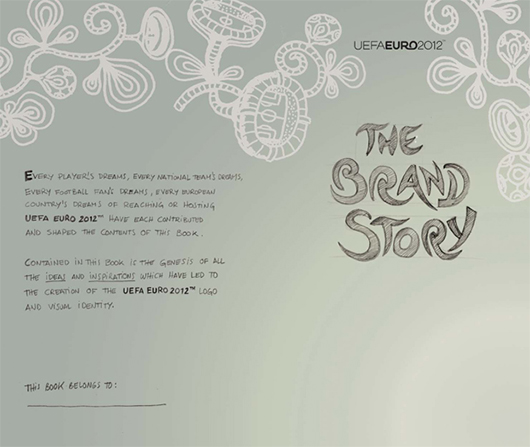 UEFAEURO2012™
THE
BRAND
STORY
EVERY PLAYER'S DREAMS, EVERY NATIONAL TEAM'S DREAMS,
EVERY FOOTBALL FAN'S DREAMS, EVERY EUROPEAN
COUNTRY'S DREAMS OF REACHING OR HOSTING
UEFA EURO 2012™ HAVE EACH CONTRIBUTED
AND SHAPED THE CONTENTS OF THIS BOOK.
CONTAINED IN THIS BOOK IS THE GENESIS OF ALL
THE IDEAS AND INSPIRATIONS WHICH HAVE LED TO
THE CREATION OF THE UEFA EURO 2012™ LOGO
AND VISUAL IDENTITY.
THIS BOOK BELONGS TO: